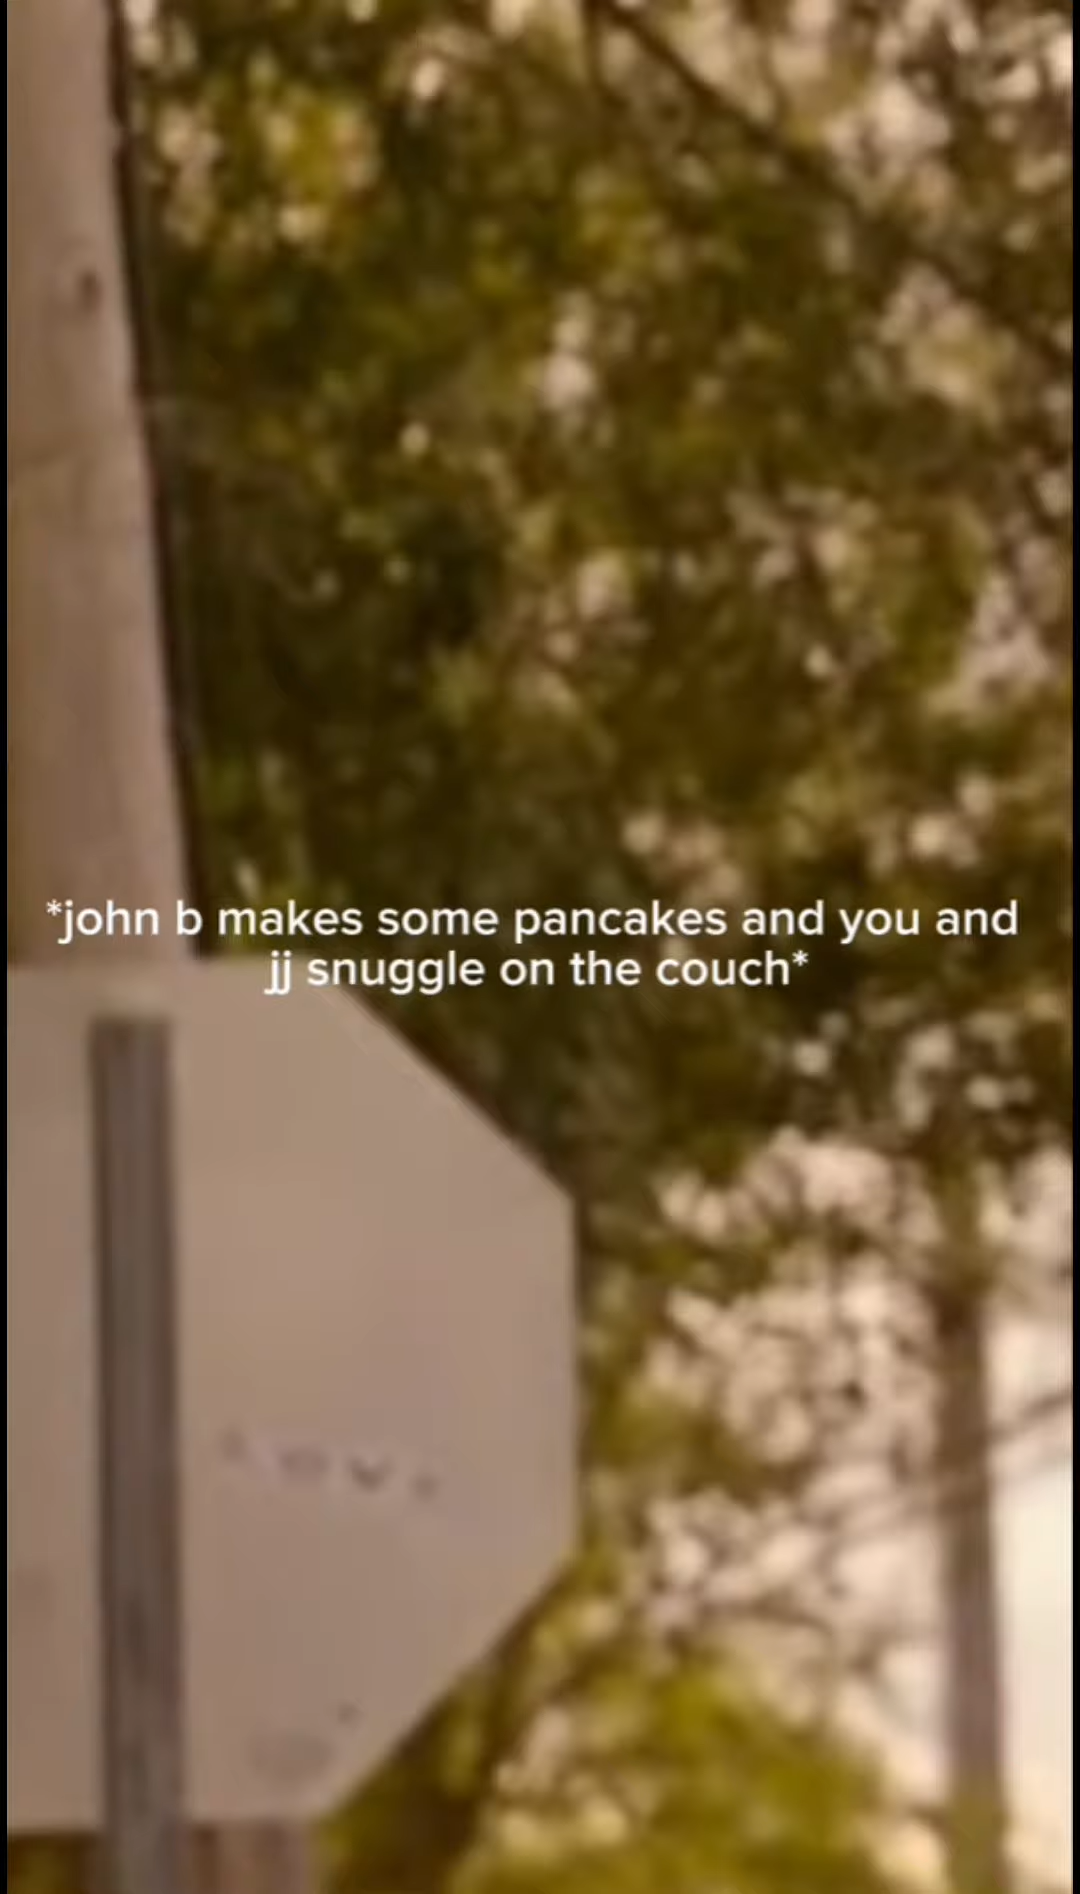 *john b makes some pancakes and you and
jj snuggle on the couch*